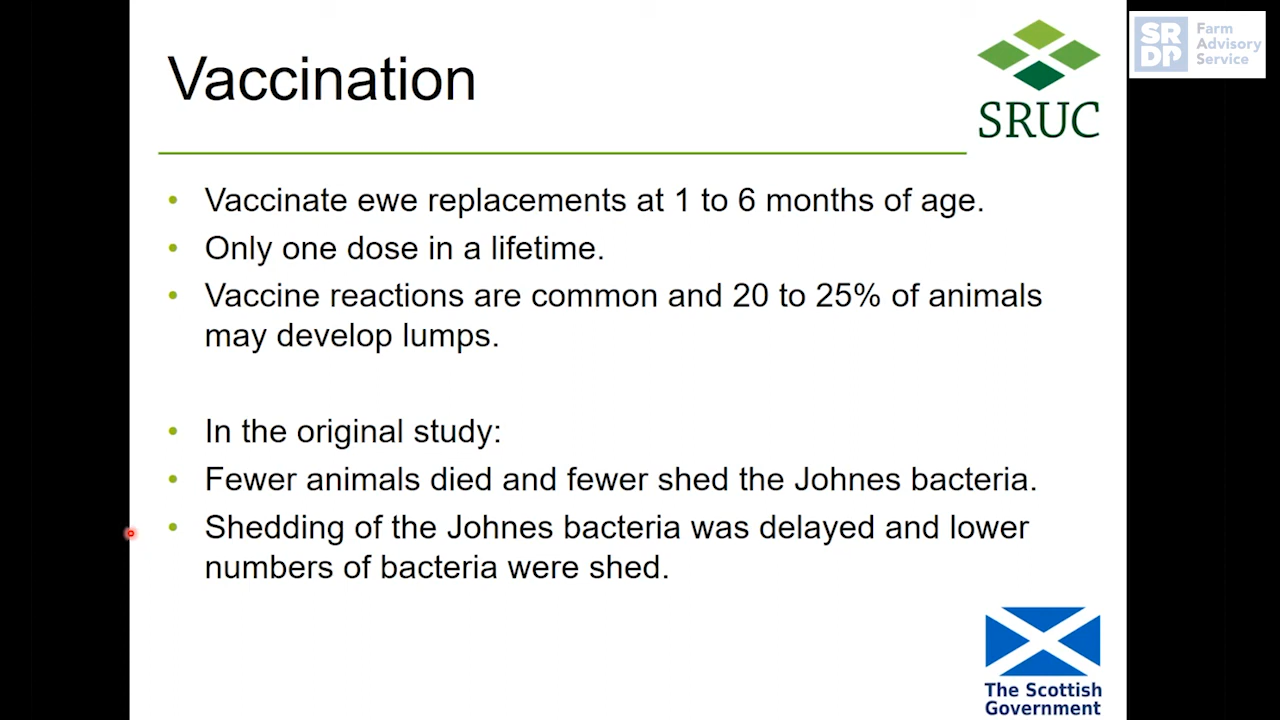 Vaccination
SRUC
SRDP
Farm
Advisory
Service
• Vaccinate ewe replacements at 1 to 6 months of age.
• Only one dose in a lifetime.
• Vaccine reactions are common and 20 to 25% of animals
may develop lumps.
• In the original study:
• Fewer animals died and fewer shed the Johnes bacteria.
• Shedding of the Johnes bacteria was delayed and lower
numbers of bacteria were shed.
The Scottish
Government